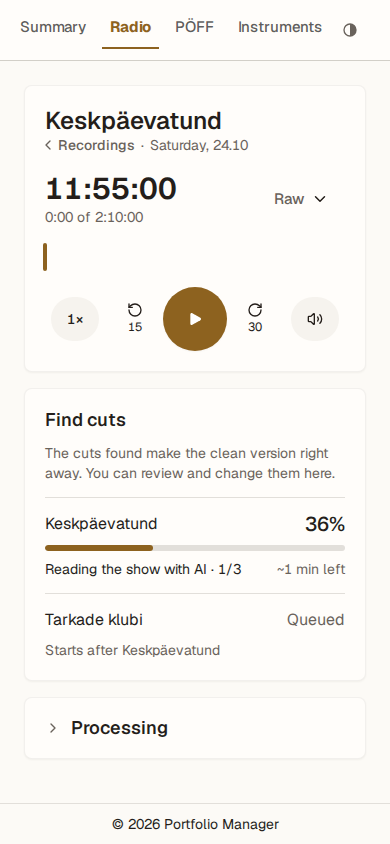 Summary Radio PÖFF Instruments
Keskpäevatund
Recordings · Saturday, 24.10
11:55:00
Raw
0:00 of 2:10:00
1×
15
30
Find cuts
The cuts found make the clean version right
away. You can review and change them here.
Keskpäevatund 36%
Reading the show with AI · 1/3 ~1 min left
Tarkade klubi Queued
Starts after Keskpäevatund
Processing
© 2026 Portfolio Manager